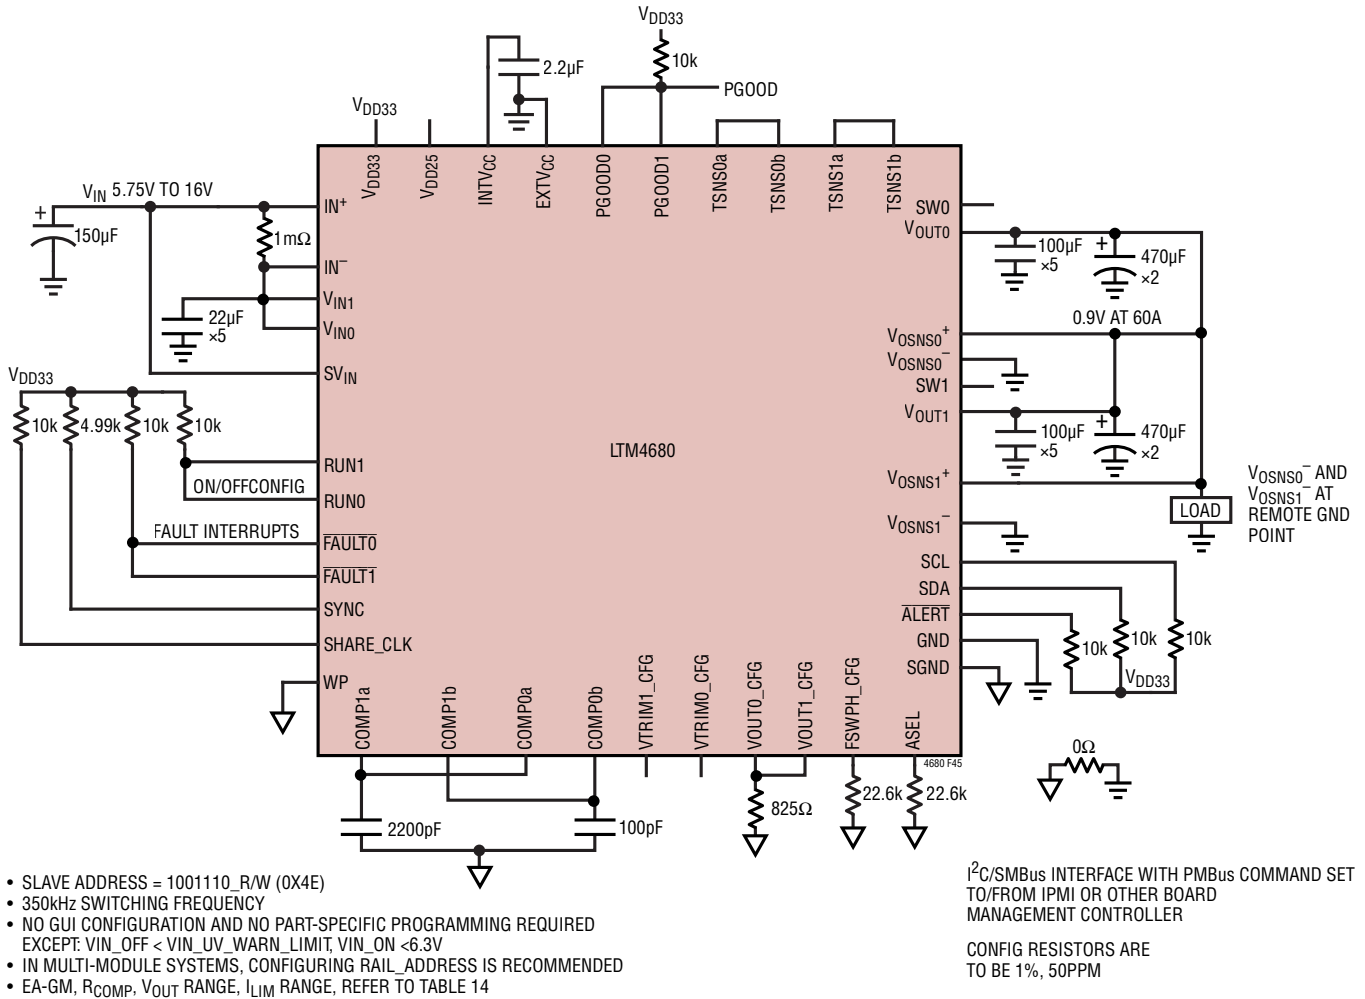 VDD33
10k
2.2µF
PGOOD
VDD33
VDD33
VDD25
INTVCC
EXTVCC
PGOOD0
PGOOD1
TSNS0a
TSNS0b
TSNS1a
TSNS1b
VIN 5.75V TO 16V
+
150µF
1mΩ
22µF
×5
IN+
IN–
VIN1
VIN0
SVIN
VDD33
10k
4.99k
10k
10k
RUN1
ON/OFFCONFIG
RUN0
FAULT INTERRUPTS
FAULT0
FAULT1
SYNC
SHARE_CLK
WP
LTM4680
SW0
VOUT0
100µF
×5
+
470µF
×2
0.9V AT 60A
VOSNS0+
VOSNS0–
SW1
VOUT1
100µF
×5
+
470µF
×2
VOSNS1+
VOSNS1–
LOAD
VOSNS0– AND
VOSNS1– AT
REMOTE GND
POINT
SCL
SDA
ALERT
GND
SGND
10k
10k
10k
VDD33
COMP1a
COMP1b
COMP0a
COMP0b
VTRIM1_CFG
VTRIM0_CFG
VOUT0_CFG
VOUT1_CFG
FSWPH_CFG
ASEL
4680 F45
0Ω
2200pF
100pF
825Ω
22.6k
22.6k
• SLAVE ADDRESS = 1001110_R/W (0X4E)
• 350kHz SWITCHING FREQUENCY
• NO GUI CONFIGURATION AND NO PART-SPECIFIC PROGRAMMING REQUIRED
EXCEPT: VIN_OFF < VIN_UV_WARN_LIMIT, VIN_ON <6.3V
• IN MULTI-MODULE SYSTEMS, CONFIGURING RAIL_ADDRESS IS RECOMMENDED
• EA-GM, RCOMP, VOUT RANGE, ILIM RANGE, REFER TO TABLE 14
I2C/SMBus INTERFACE WITH PMBus COMMAND SET
TO/FROM IPMI OR OTHER BOARD
MANAGEMENT CONTROLLER
CONFIG RESISTORS ARE
TO BE 1%, 50PPM